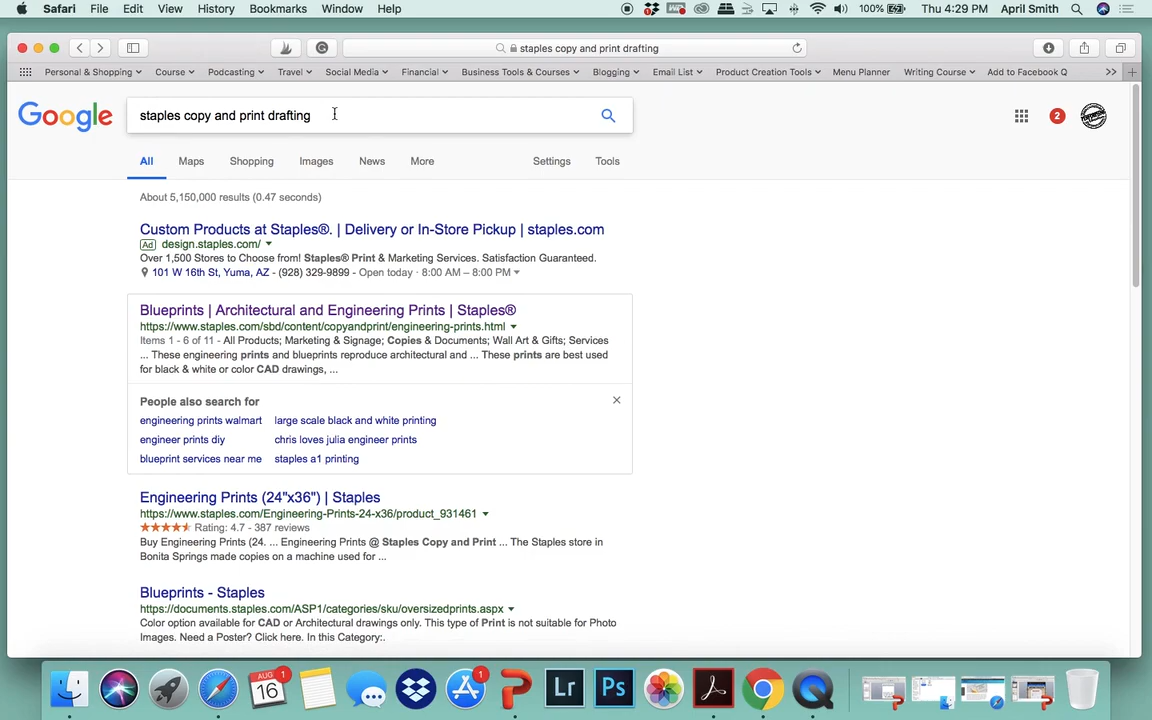 Safari File Edit View History Bookmarks Window Help 100% Thu 4:29 PM April Smith
staples copy and print drafting
Personal & Shopping Course Podcasting Travel Social Media Financial Business Tools & Courses Blogging Email List Product Creation Tools Menu Planner Writing Course Add to Facebook Q
Google staples copy and print drafting 2
All Maps Shopping Images News More Settings Tools
About 5,150,000 results (0.47 seconds)
Custom Products at Staples®. | Delivery or In-Store Pickup | staples.com
Ad design.staples.com/
Over 1,500 Stores to Choose from! Staples® Print & Marketing Services. Satisfaction Guaranteed.
101 W 16th St, Yuma, AZ - (928) 329-9899 - Open today · 8:00 AM – 8:00 PM
Blueprints | Architectural and Engineering Prints | Staples®
https://www.staples.com/sbd/content/copyandprint/engineering-prints.html
Items 1 - 6 of 11 - All Products; Marketing & Signage; Copies & Documents; Wall Art & Gifts; Services
... These engineering prints and blueprints reproduce architectural and ... These prints are best used
for black & white or color CAD drawings, ...
People also search for
engineering prints walmart large scale black and white printing
engineer prints diy chris loves julia engineer prints
blueprint services near me staples a1 printing
Engineering Prints (24"x36") | Staples
https://www.staples.com/Engineering-Prints-24-x36/product_931461
Rating: 4.7 - 387 reviews
Buy Engineering Prints (24. ... Engineering Prints @ Staples Copy and Print ... The Staples store in
Bonita Springs made copies on a machine used for ...
Blueprints - Staples
https://documents.staples.com/ASP1/categories/sku/oversizedprints.aspx
Color option available for CAD or Architectural drawings only. This type of Print is not suitable for Photo
Images. Need a Poster? Click here. In this Category:.
AUG 1
16
1
Lr Ps